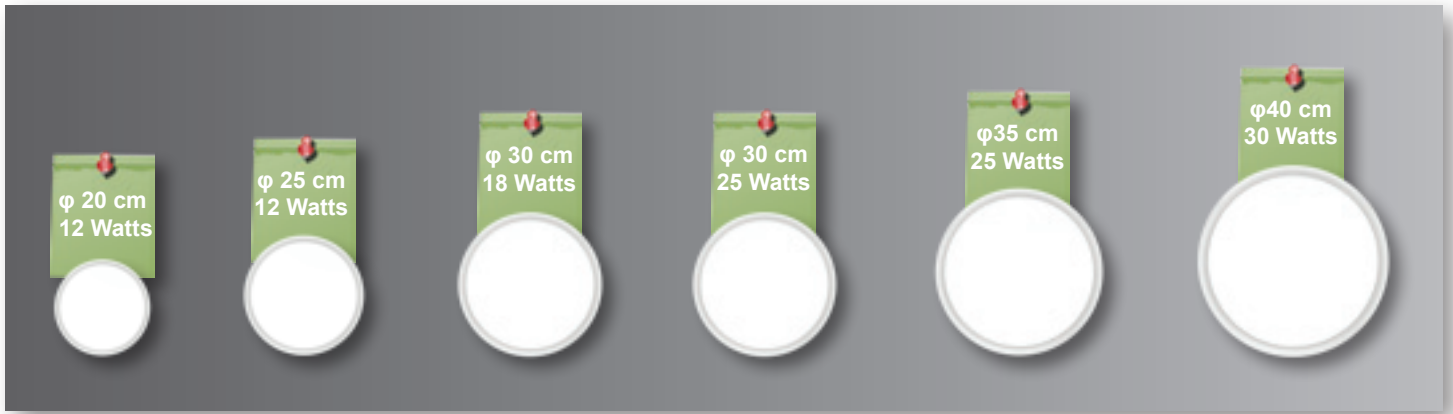 φ 20 cm
12 Watts
φ 25 cm
12 Watts
φ 30 cm
18 Watts
φ 30 cm
25 Watts
φ35 cm
25 Watts
φ40 cm
30 Watts